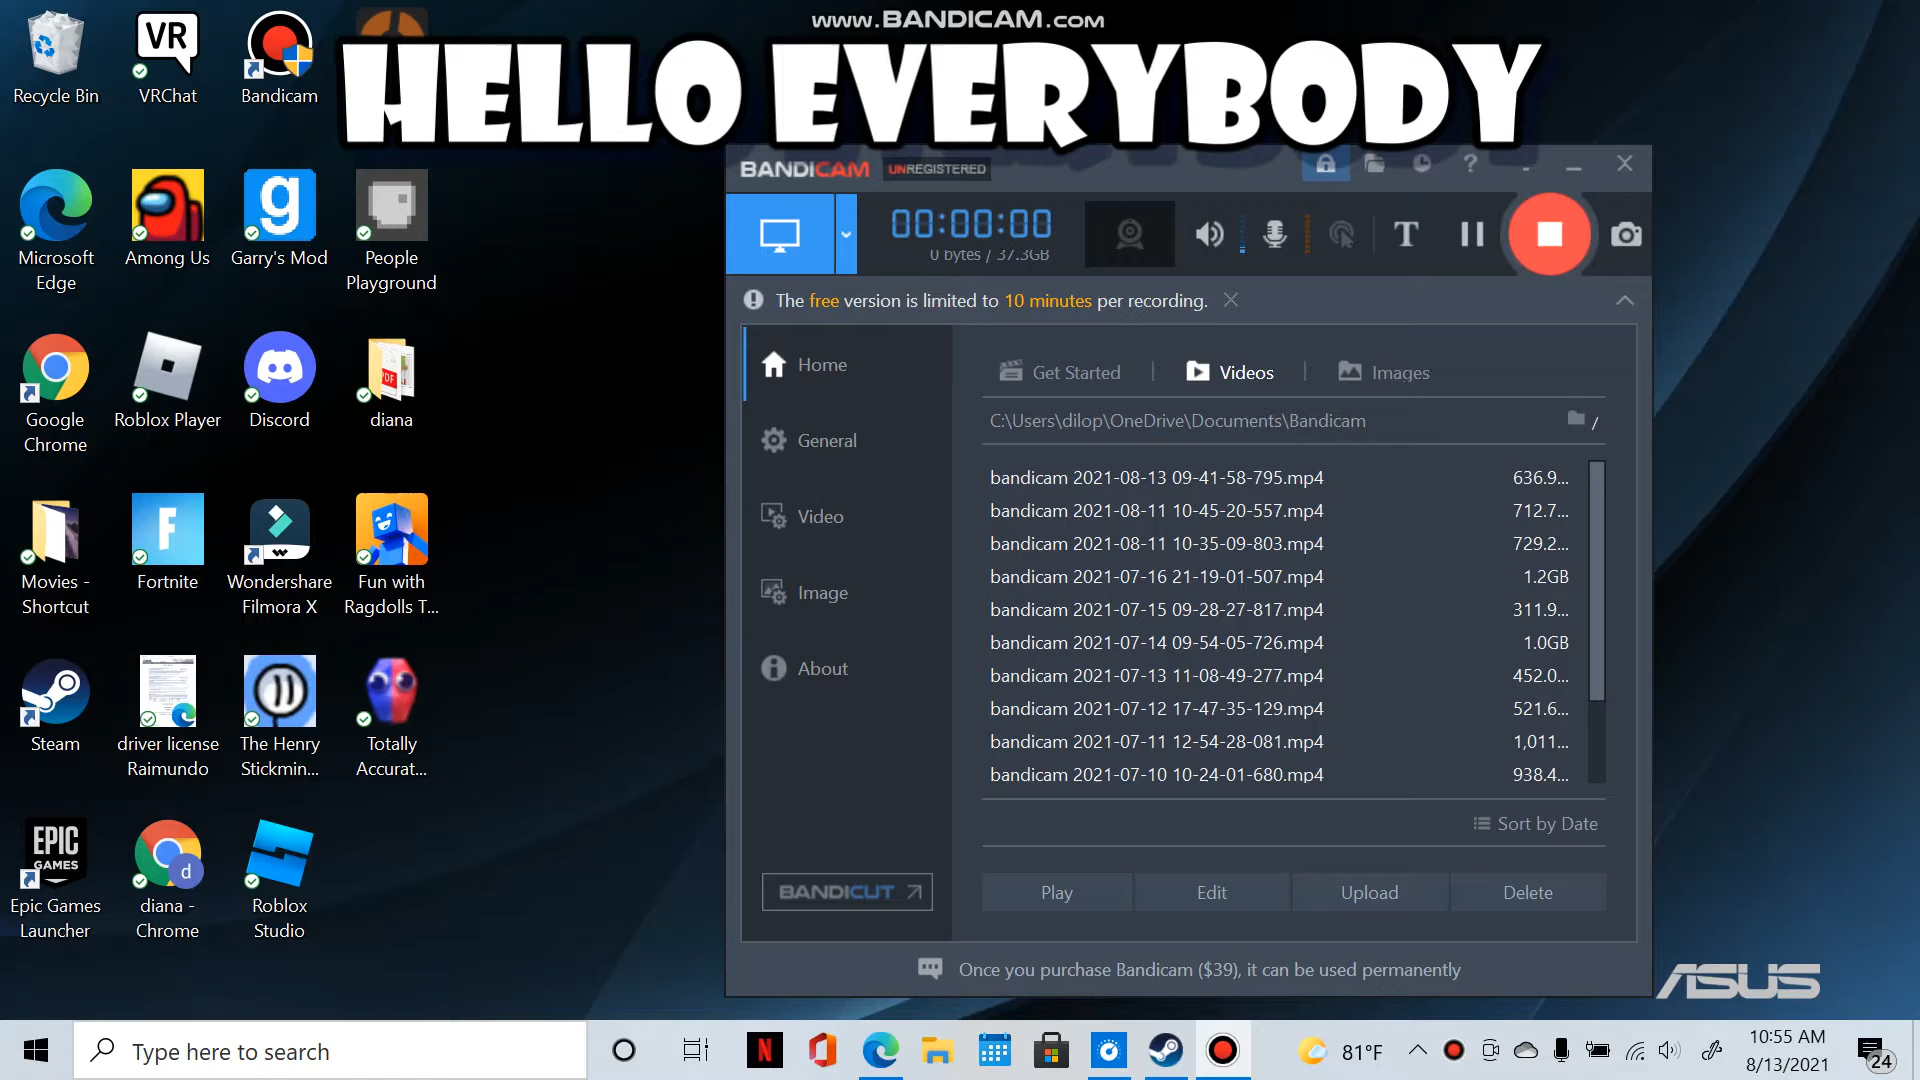 www.BANDICAM.com
HELLO EVERYBODY
Recycle Bin
VR
VRChat
Bandicam
Microsoft Edge
Among Us
g
Garry's Mod
People Playground
Google Chrome
Roblox Player
Discord
PDF
diana
Movies - Shortcut
F
Fortnite
Wondershare Filmora X
Fun with Ragdolls T...
Steam
driver license Raimundo
The Henry Stickmin...
Totally Accurat...
EPIC
GAMES
Epic Games Launcher
d
diana - Chrome
Roblox Studio
BANDICAM UNREGISTERED
?
00:00:00
0 bytes / 37.3GB
T
The free version is limited to 10 minutes per recording.
Home
General
Video
Image
About
BANDICUT
Get Started
Videos
Images
C:\Users\dilop\OneDrive\Documents\Bandicam
bandicam 2021-08-13 09-41-58-795.mp4 636.9...
bandicam 2021-08-11 10-45-20-557.mp4 712.7...
bandicam 2021-08-11 10-35-09-803.mp4 729.2...
bandicam 2021-07-16 21-19-01-507.mp4 1.2GB
bandicam 2021-07-15 09-28-27-817.mp4 311.9...
bandicam 2021-07-14 09-54-05-726.mp4 1.0GB
bandicam 2021-07-13 11-08-49-277.mp4 452.0...
bandicam 2021-07-12 17-47-35-129.mp4 521.6...
bandicam 2021-07-11 12-54-28-081.mp4 1,011...
bandicam 2021-07-10 10-24-01-680.mp4 938.4...
Sort by Date
Play
Edit
Upload
Delete
Once you purchase Bandicam ($39), it can be used permanently
ASUS
Type here to search
N
81°F
10:55 AM
8/13/2021
24